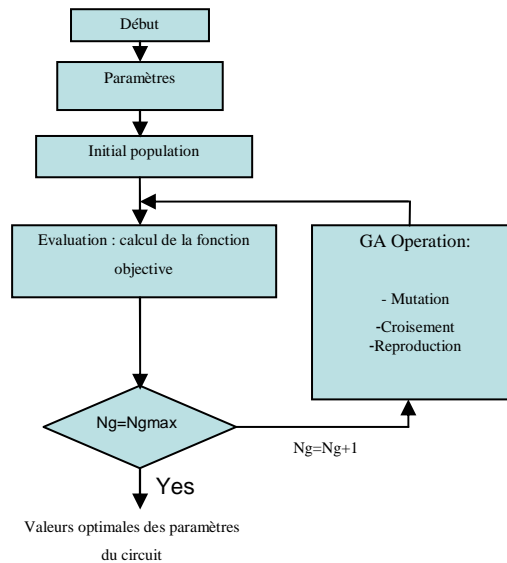 Début
Paramètres
Initial population
Evaluation : calcul de la fonction
objective
GA Operation:
- Mutation
-Croisement
-Reproduction
Ng=Ngmax
Ng=Ng+1
Yes
Valeurs optimales des paramètres
du circuit